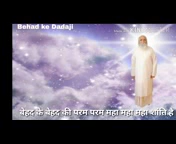 Behad ke Dadaji
बेहद के बेहद की परम परम महा महा महा शांति है